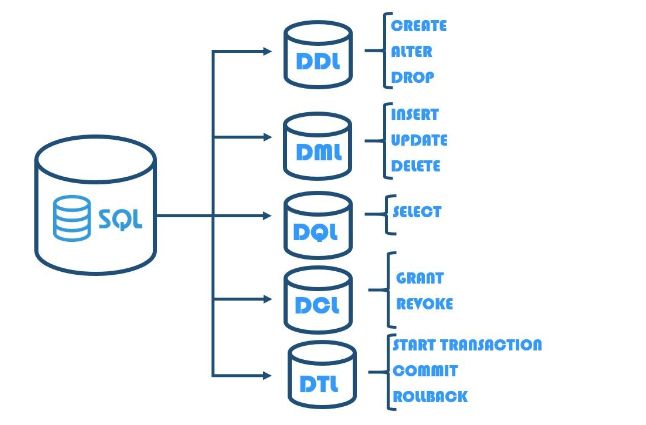 SQL
DDL
CREATE
ALTER
DROP
DML
INSERT
UPDATE
DELETE
DQL
SELECT
DCL
GRANT
REVOKE
DTL
START TRANSACTION
COMMIT
ROLLBACK